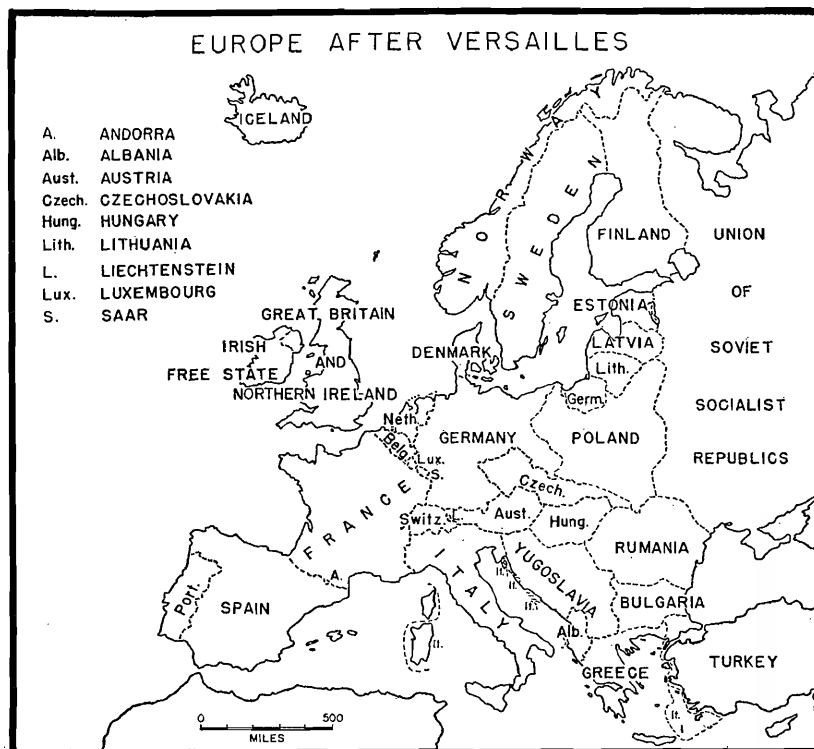 EUROPE AFTER VERSAILLES
ICELAND
A. ANDORRA
Alb. ALBANIA
Aust. AUSTRIA
Czech. CZECHOSLOVAKIA
Hung. HUNGARY
Lith. LITHUANIA
L. LIECHTENSTEIN
Lux. LUXEMBOURG
S. SAAR
NORWAY
SWEDEN
FINLAND
UNION
OF
SOVIET
SOCIALIST
REPUBLICS
ESTONIA
LATVIA
Lith.
Germ.
GREAT BRITAIN
AND
NORTHERN IRELAND
IRISH
FREE STATE
DENMARK
Neth.
Belg.
Lux.
S.
GERMANY
POLAND
Czech.
FRANCE
Switz.
L.
Aust.
Hung.
RUMANIA
ITALY
YUGOSLAVIA
It.
It.
It.
BULGARIA
A.
Port.
SPAIN
It.
Alb.
GREECE
TURKEY
It.
0 500
MILES